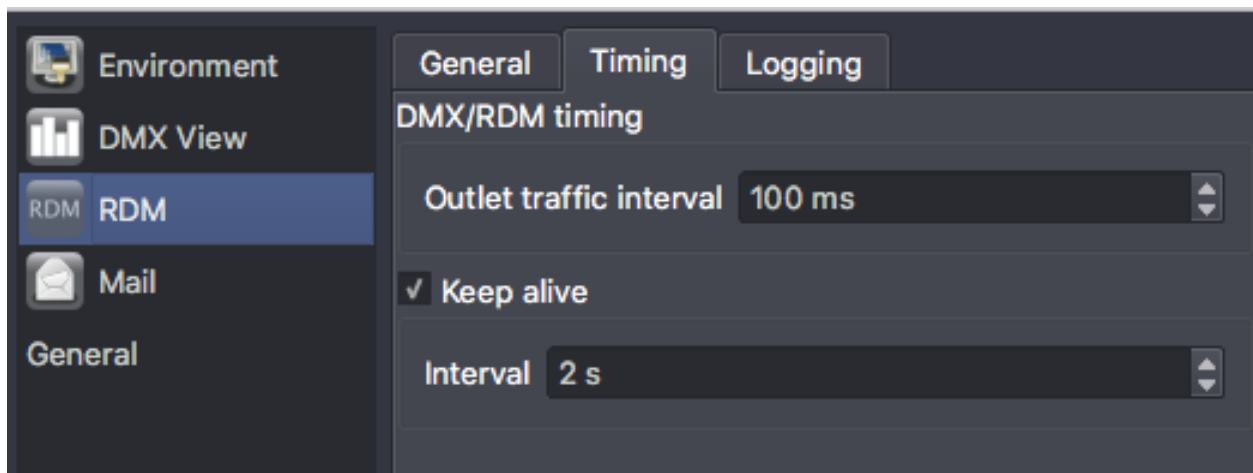 Environment
DMX View
RDM RDM
Mail
General
General Timing Logging
DMX/RDM timing
Outlet traffic interval 100 ms
Keep alive
Interval 2 s